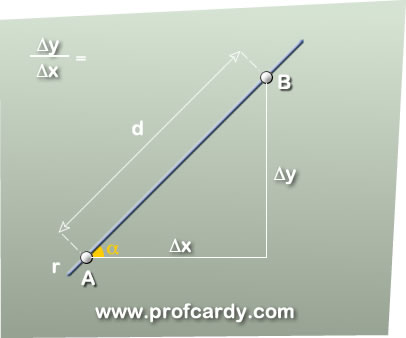 Δy
Δx
=
B
d
Δy
α
Δx
r
A
www.profcardy.com